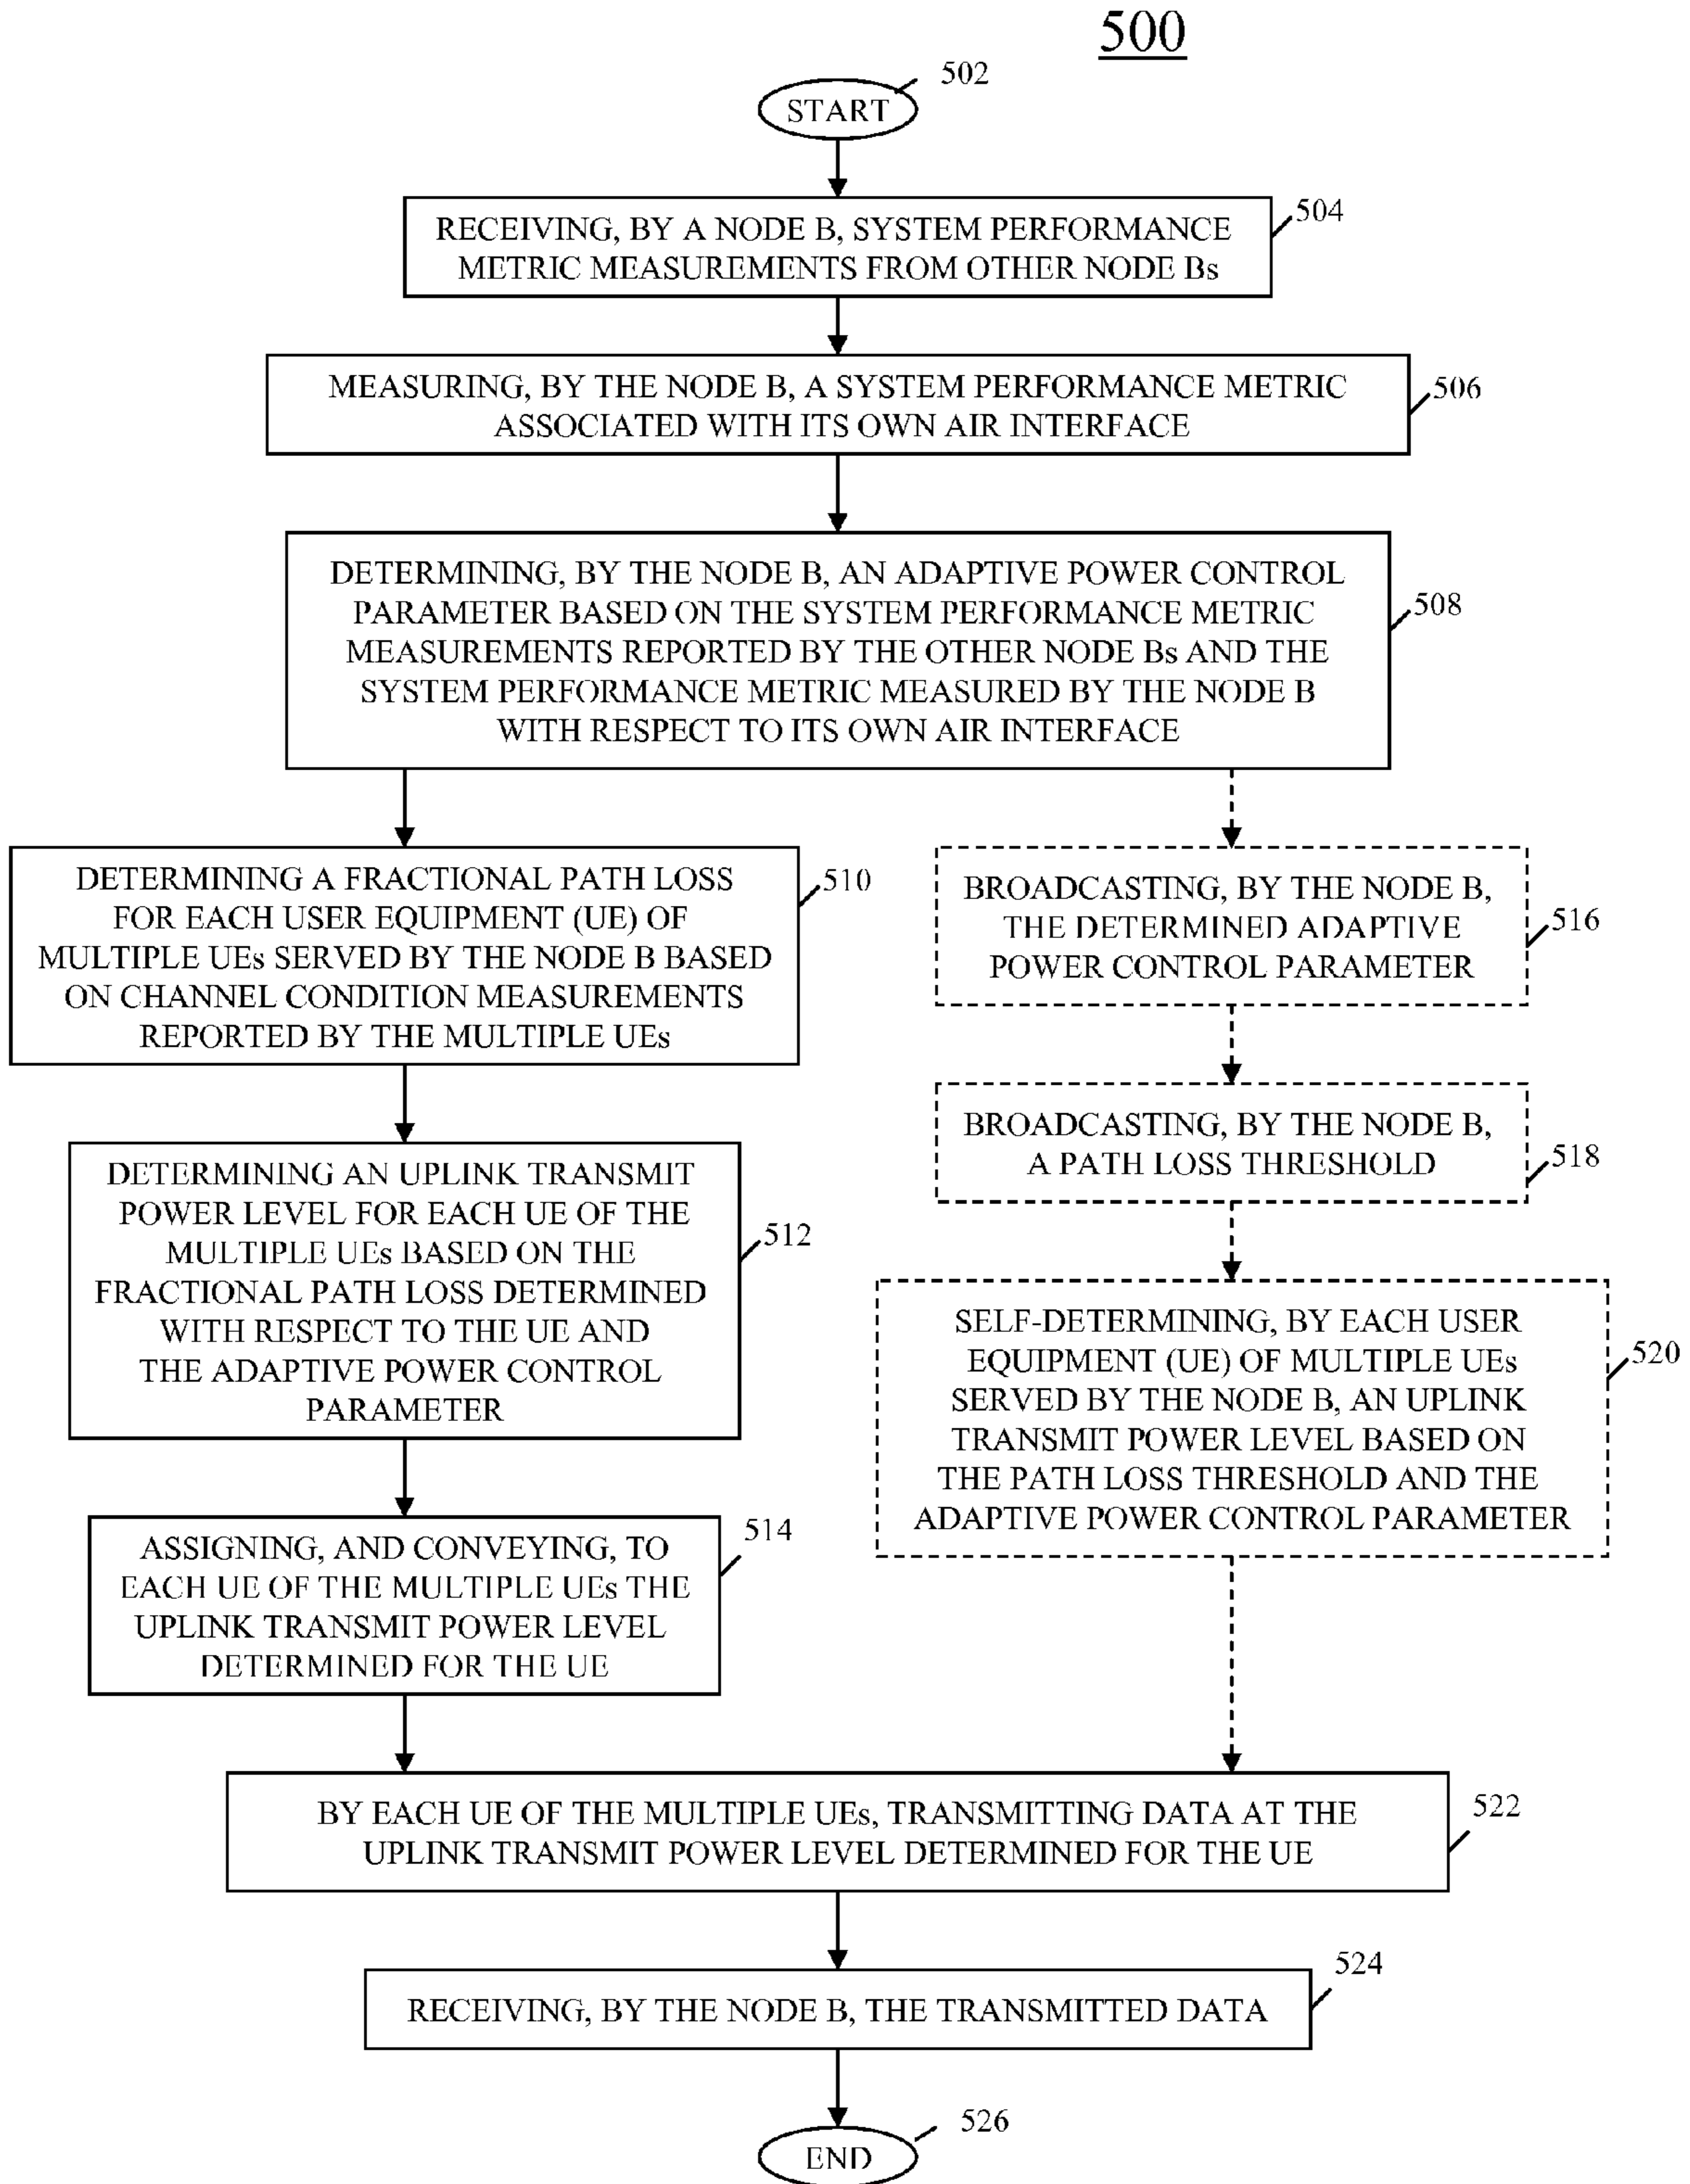 500
502
START
504
RECEIVING, BY A NODE B, SYSTEM PERFORMANCE
METRIC MEASUREMENTS FROM OTHER NODE Bs
506
MEASURING, BY THE NODE B, A SYSTEM PERFORMANCE METRIC
ASSOCIATED WITH ITS OWN AIR INTERFACE
508
DETERMINING, BY THE NODE B, AN ADAPTIVE POWER CONTROL
PARAMETER BASED ON THE SYSTEM PERFORMANCE METRIC
MEASUREMENTS REPORTED BY THE OTHER NODE Bs AND THE
SYSTEM PERFORMANCE METRIC MEASURED BY THE NODE B
WITH RESPECT TO ITS OWN AIR INTERFACE
510
DETERMINING A FRACTIONAL PATH LOSS
FOR EACH USER EQUIPMENT (UE) OF
MULTIPLE UEs SERVED BY THE NODE B BASED
ON CHANNEL CONDITION MEASUREMENTS
REPORTED BY THE MULTIPLE UEs
512
DETERMINING AN UPLINK TRANSMIT
POWER LEVEL FOR EACH UE OF THE
MULTIPLE UEs BASED ON THE
FRACTIONAL PATH LOSS DETERMINED
WITH RESPECT TO THE UE AND
THE ADAPTIVE POWER CONTROL
PARAMETER
514
ASSIGNING, AND CONVEYING, TO
EACH UE OF THE MULTIPLE UEs THE
UPLINK TRANSMIT POWER LEVEL
DETERMINED FOR THE UE
516
BROADCASTING, BY THE NODE B,
THE DETERMINED ADAPTIVE
POWER CONTROL PARAMETER
518
BROADCASTING, BY THE NODE B,
A PATH LOSS THRESHOLD
520
SELF-DETERMINING, BY EACH USER
EQUIPMENT (UE) OF MULTIPLE UEs
SERVED BY THE NODE B, AN UPLINK
TRANSMIT POWER LEVEL BASED ON
THE PATH LOSS THRESHOLD AND THE
ADAPTIVE POWER CONTROL PARAMETER
522
BY EACH UE OF THE MULTIPLE UEs, TRANSMITTING DATA AT THE
UPLINK TRANSMIT POWER LEVEL DETERMINED FOR THE UE
524
RECEIVING, BY THE NODE B, THE TRANSMITTED DATA
526
END